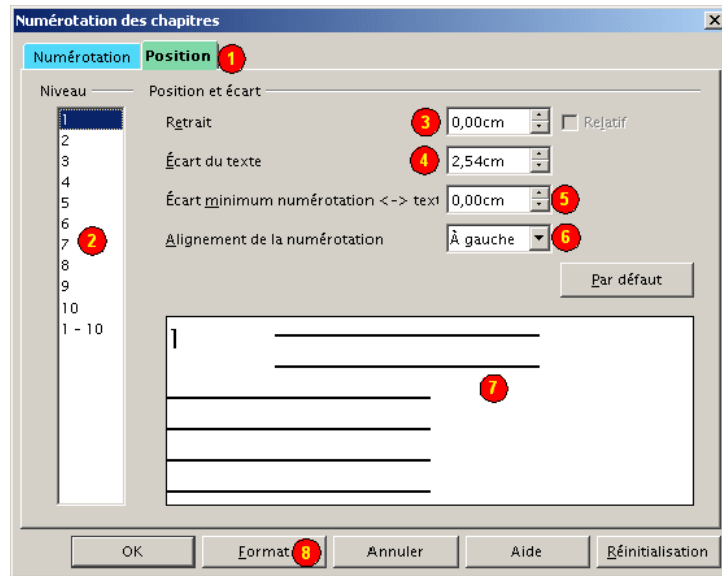 Numérotation des chapitres
Numérotation Position 1
Niveau Position et écart
1
2
3
4
5
6
7 2
8
9
10
1 - 10
Retrait 3 0,00cm Relatif
Écart du texte 4 2,54cm
Écart minimum numérotation <-> text 0,00cm 5
Alignement de la numérotation À gauche 6
Par défaut
1
7
OK Format 8 Annuler Aide Réinitialisation